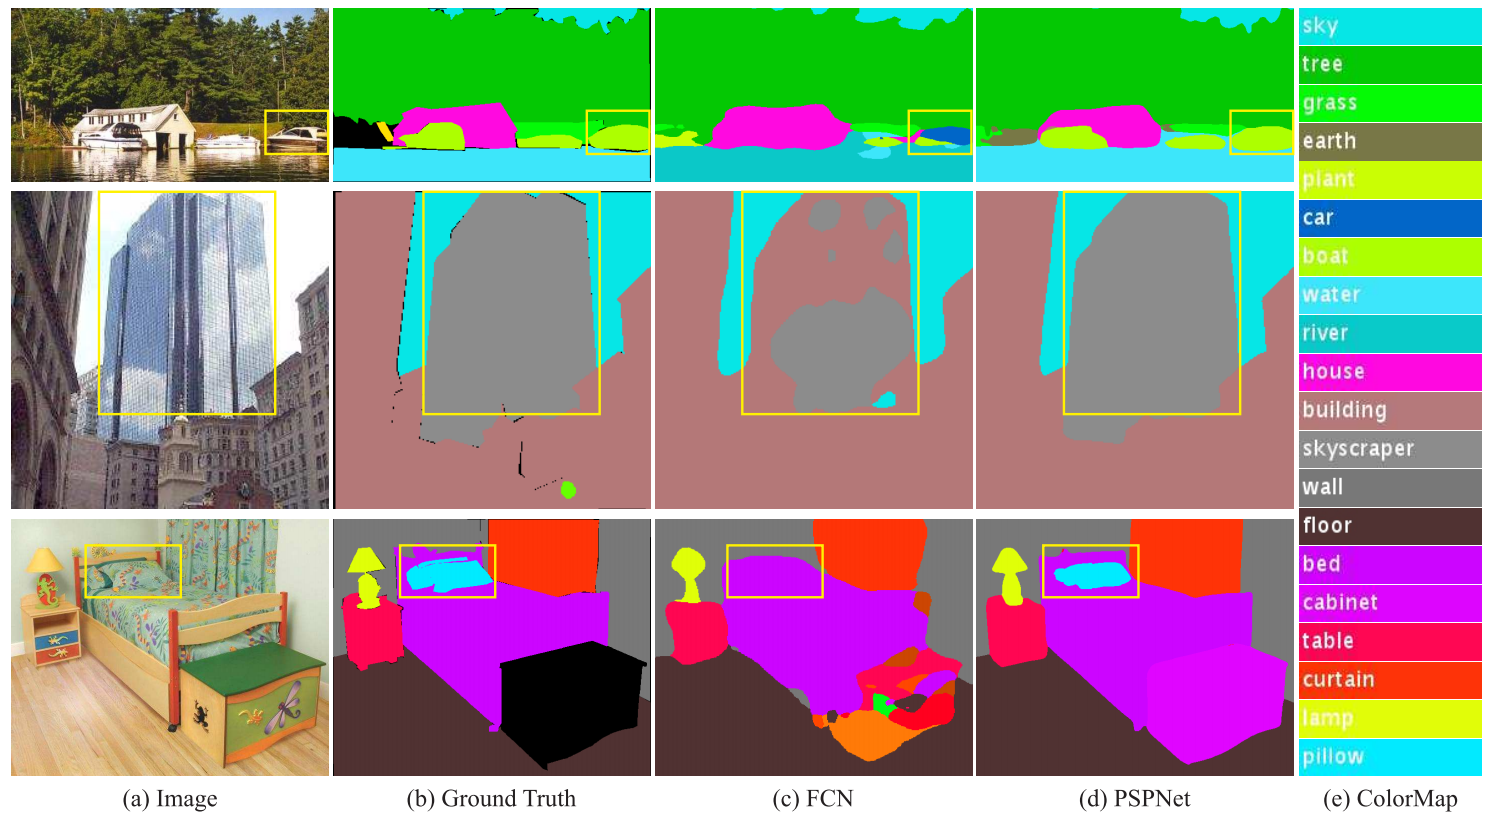 sky
tree
grass
earth
plant
car
boat
water
river
house
building
skyscraper
wall
floor
bed
cabinet
table
curtain
lamp
pillow
(a) Image
(b) Ground Truth
(c) FCN
(d) PSPNet
(e) ColorMap